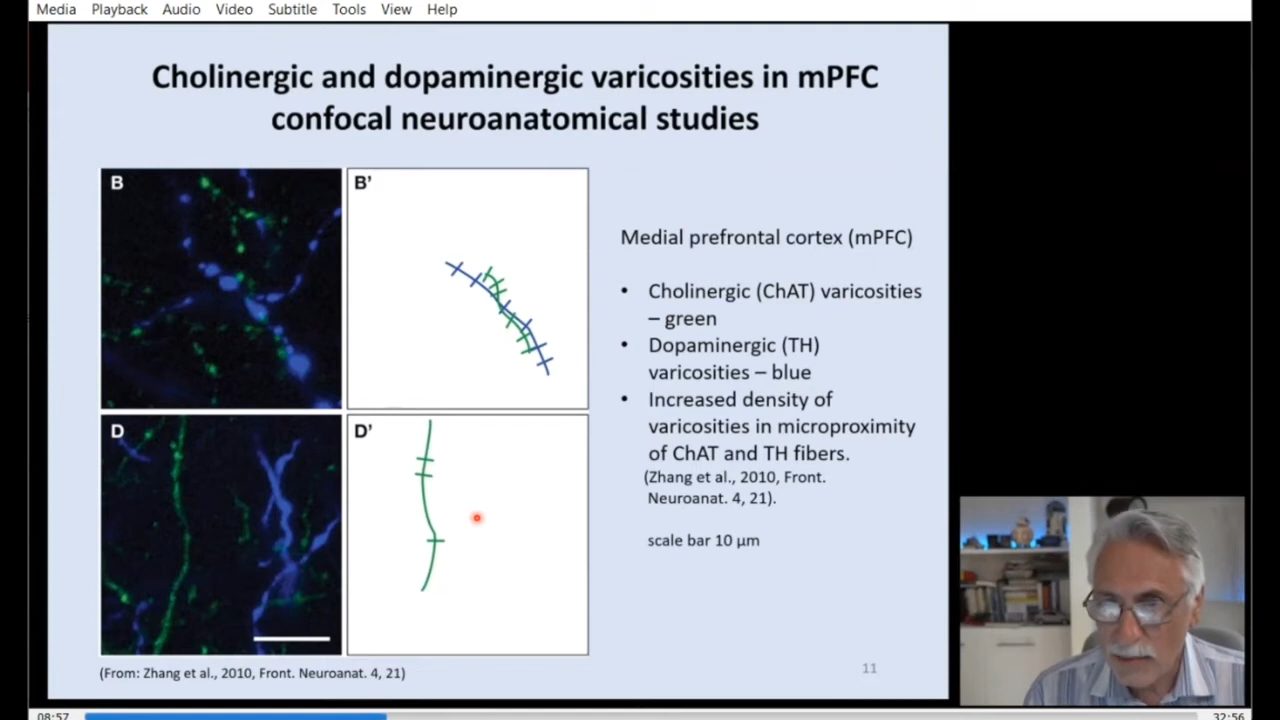 Media Playback Audio Video Subtitle Tools View Help
Cholinergic and dopaminergic varicosities in mPFC
confocal neuroanatomical studies
B
B’
D
D’
Medial prefrontal cortex (mPFC)
• Cholinergic (ChAT) varicosities
– green
• Dopaminergic (TH)
varicosities – blue
• Increased density of
varicosities in microproximity
of ChAT and TH fibers.
(Zhang et al., 2010, Front.
Neuroanat. 4, 21).
scale bar 10 µm
(From: Zhang et al., 2010, Front. Neuroanat. 4, 21)
11
08:57
32:56